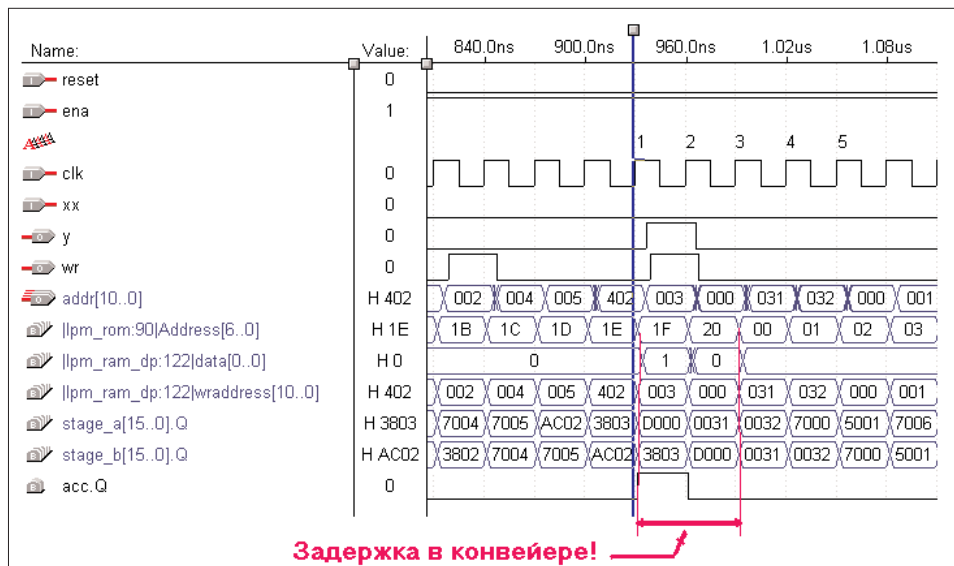 Name: Value: 840.0ns 900.0ns 960.0ns 1.02us 1.08us
reset 0
ena 1
1 2 3 4 5
clk 0
xx 0
y 0
wr 0
addr[10..0] H 402 002 004 005 402 003 000 031 032 000 001
|lpm_rom:90|Address[6..0] H 1E 1B 1C 1D 1E 1F 20 00 01 02 03
|lpm_ram_dp:122|data[0..0] H 0 0 1 0
|lpm_ram_dp:122|wraddress[10..0] H 402 002 004 005 402 003 000 031 032 000 001
stage_a[15..0].Q H 3803 7004 7005 AC02 3803 D000 0031 0032 7000 5001 7006
stage_b[15..0].Q H AC02 3802 7004 7005 AC02 3803 D000 0031 0032 7000 5001
acc.Q 0
Задержка в конвейере!